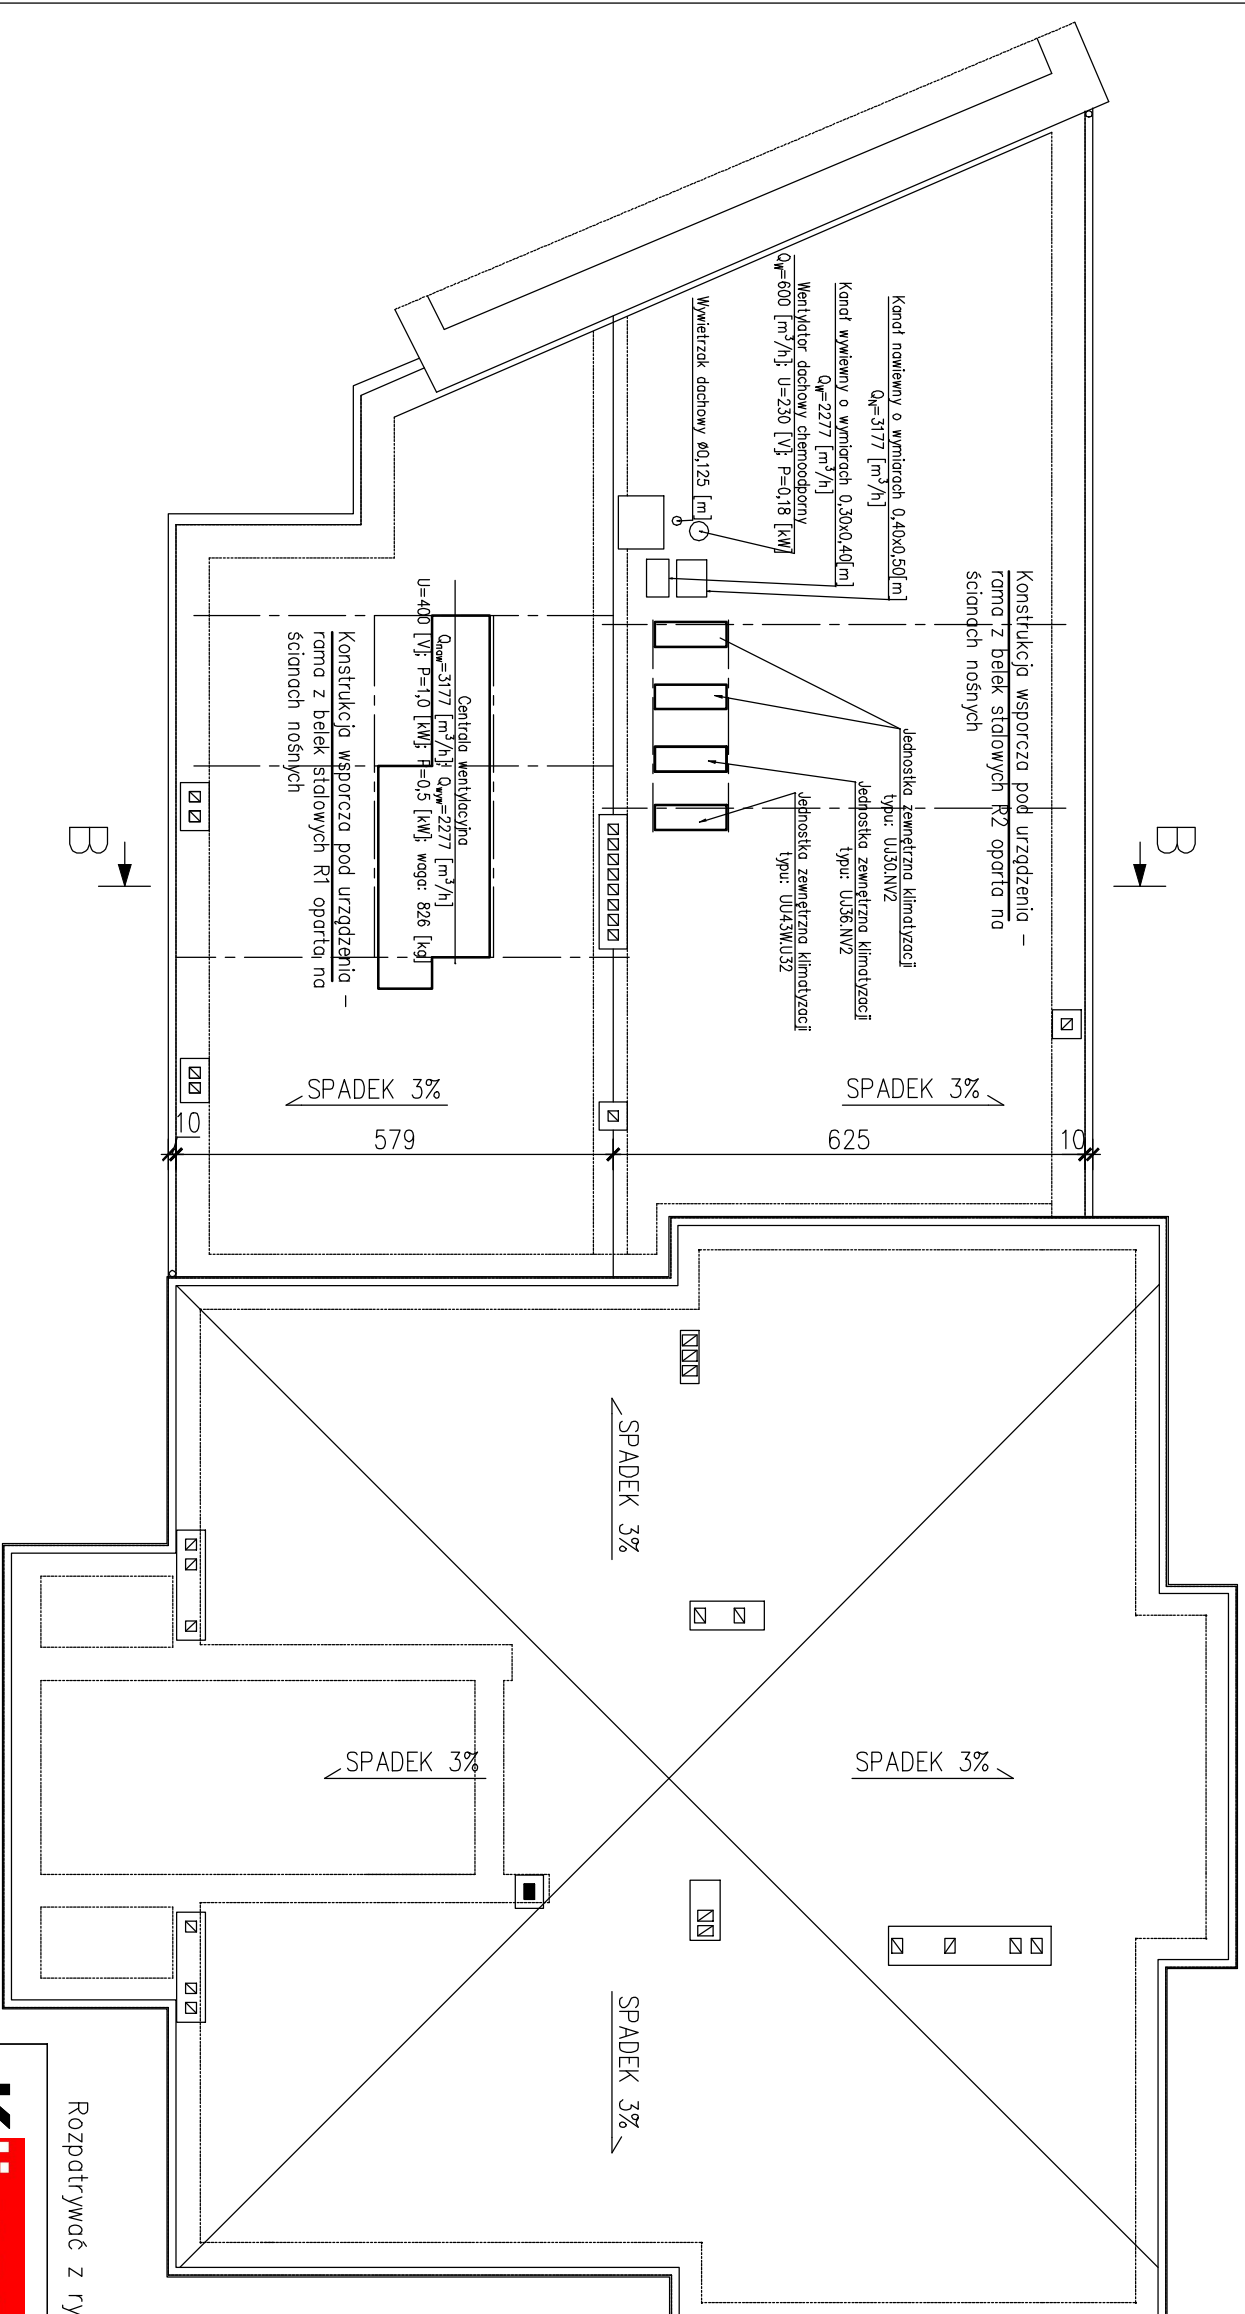 Konstrukcja wsporcza pod urządzenia –
rama z belek stalowych R2 oparta na
ścianach nośnych
Kanał nawiewny o wymiarach 0,40x0,50[m]
QN=3177 [m³/h]
Kanał wywiewny o wymiarach 0,30x0,40[m]
QW=2277 [m³/h]
Wentylator dachowy chemoodporny
QW=600 [m³/h]; U=230 [V]; P=0,18 [kW]
Wywietrzak dachowy ø0,125 [m]
Jednostka zewnętrzna klimatyzacji
typu: UJ30.NV2
Jednostka zewnętrzna klimatyzacji
typu: UJ36.NV2
Jednostka zewnętrzna klimatyzacji
typu: UU43W.U32
Centrala wentylacyjna
Qnaw=3177 [m³/h]; Qwyw=2277 [m³/h]
U=400 [V]; P=1,0 [kW]; P=0,5 [kW]; waga: 826 [kg]
Konstrukcja wsporcza pod urządzenia –
rama z belek stalowych R1 oparta na
ścianach nośnych
B
B
SPADEK 3%
SPADEK 3%
10
579
625
10
SPADEK 3%
SPADEK 3%
SPADEK 3%
SPADEK 3%
Rozpatrywać z ry